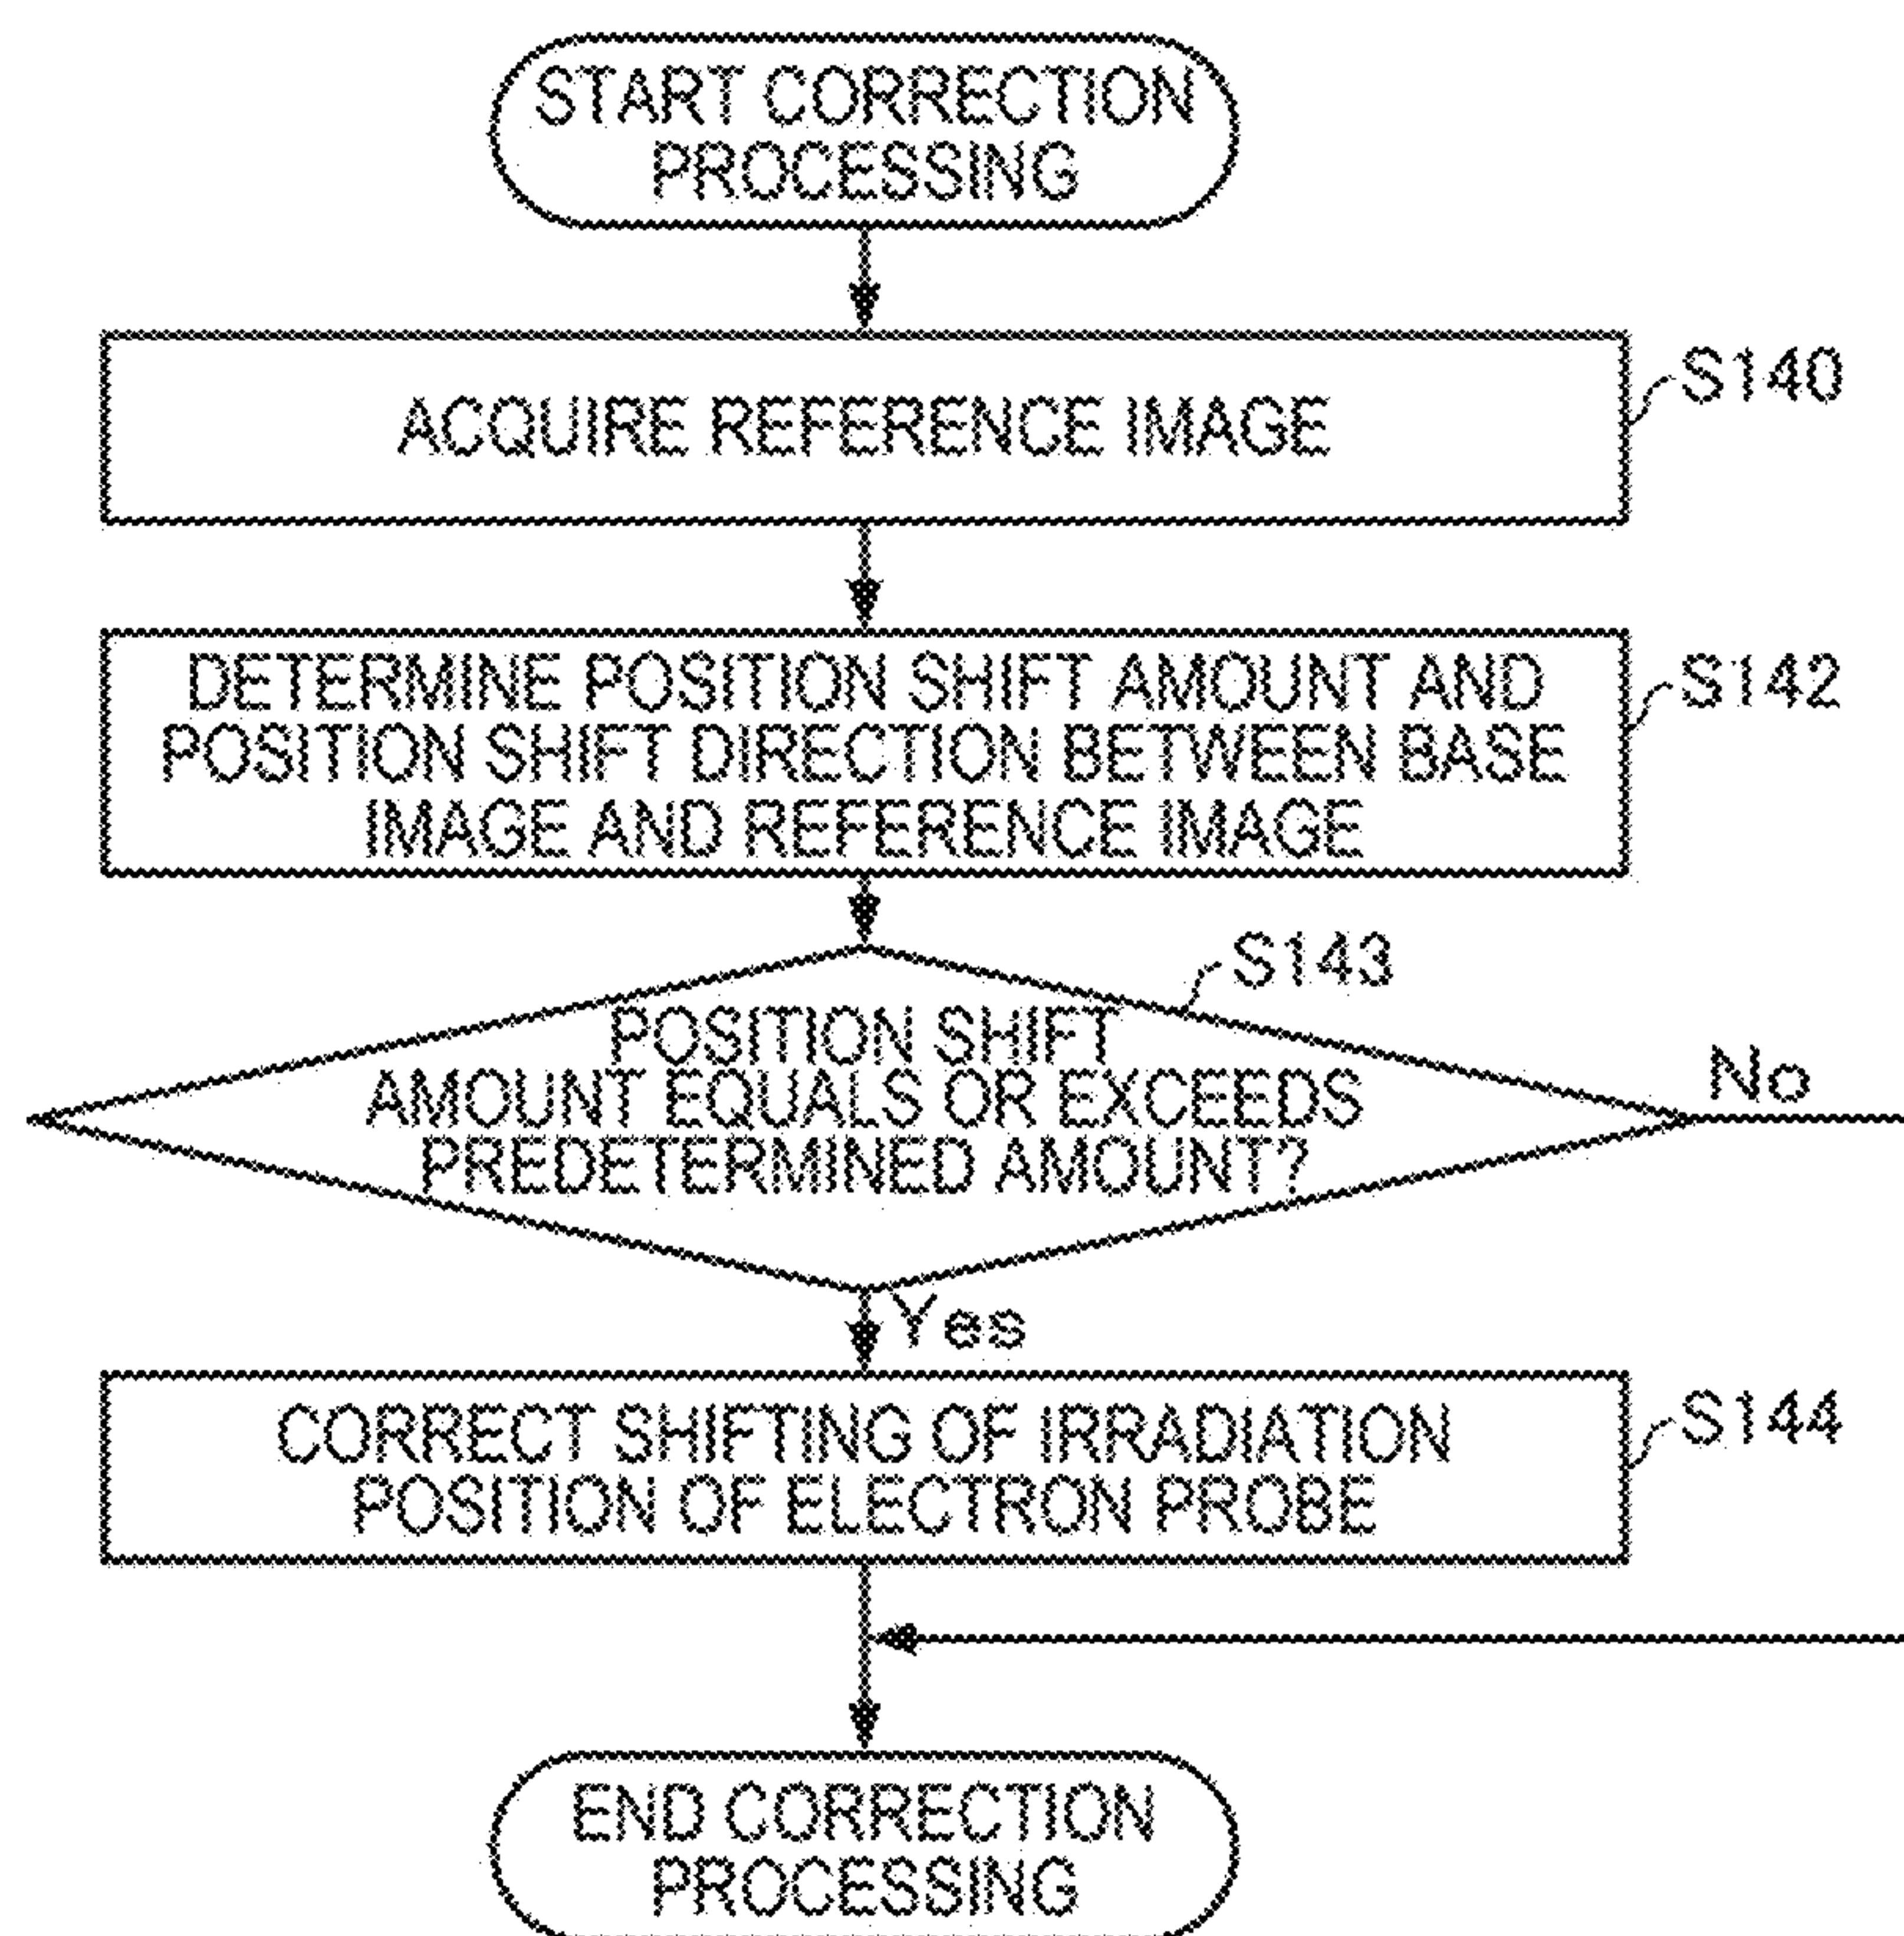 START CORRECTION
PROCESSING
ACQUIRE REFERENCE IMAGE
S140
DETERMINE POSITION SHIFT AMOUNT AND
POSITION SHIFT DIRECTION BETWEEN BASE
IMAGE AND REFERENCE IMAGE
S142
S143
POSITION SHIFT
AMOUNT EQUALS OR EXCEEDS
PREDETERMINED AMOUNT?
No
Yes
CORRECT SHIFTING OF IRRADIATION
POSITION OF ELECTRON PROBE
S144
END CORRECTION
PROCESSING